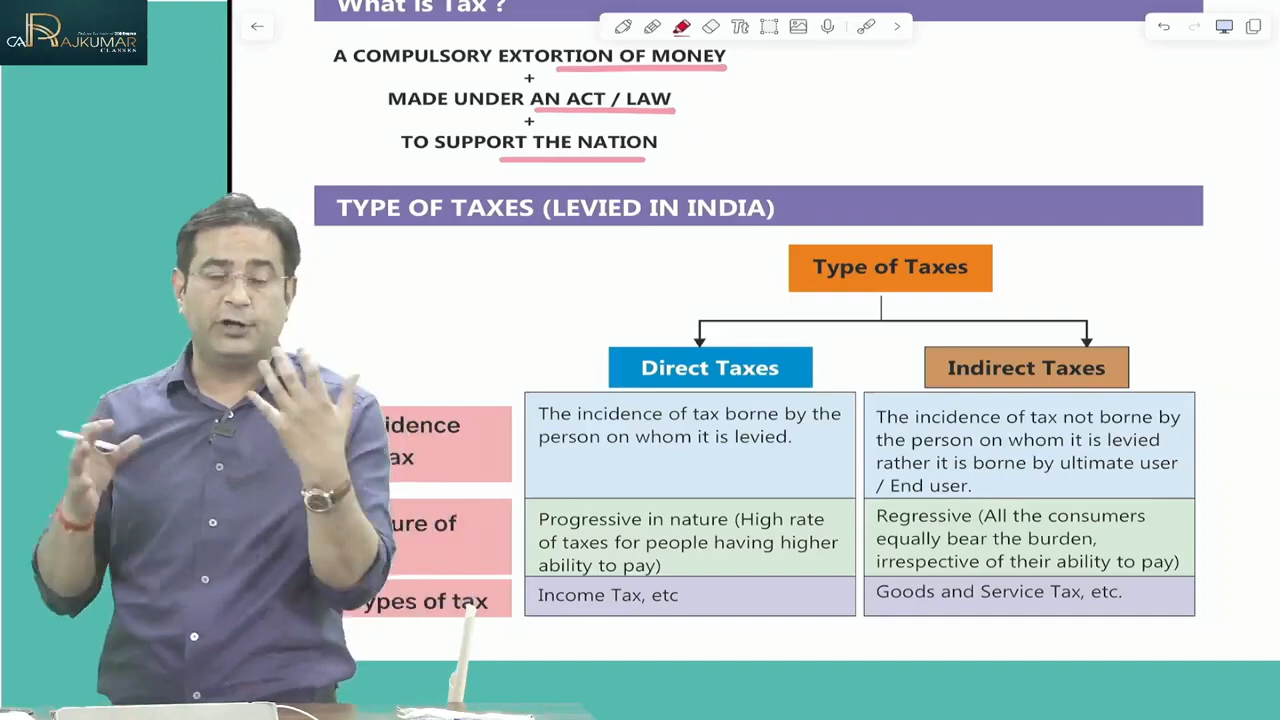 What is Tax ?
CA RAJKUMAR
CLASSES
A COMPULSORY EXTORTION OF MONEY
+
MADE UNDER AN ACT / LAW
+
TO SUPPORT THE NATION
TYPE OF TAXES (LEVIED IN INDIA)
Type of Taxes
Direct Taxes
Indirect Taxes
idence
ax
The incidence of tax borne by the
person on whom it is levied.
The incidence of tax not borne by
the person on whom it is levied
rather it is borne by ultimate user
/ End user.
ure of
Progressive in nature (High rate
of taxes for people having higher
ability to pay)
Regressive (All the consumers
equally bear the burden,
irrespective of their ability to pay)
ypes of tax
Income Tax, etc
Goods and Service Tax, etc.